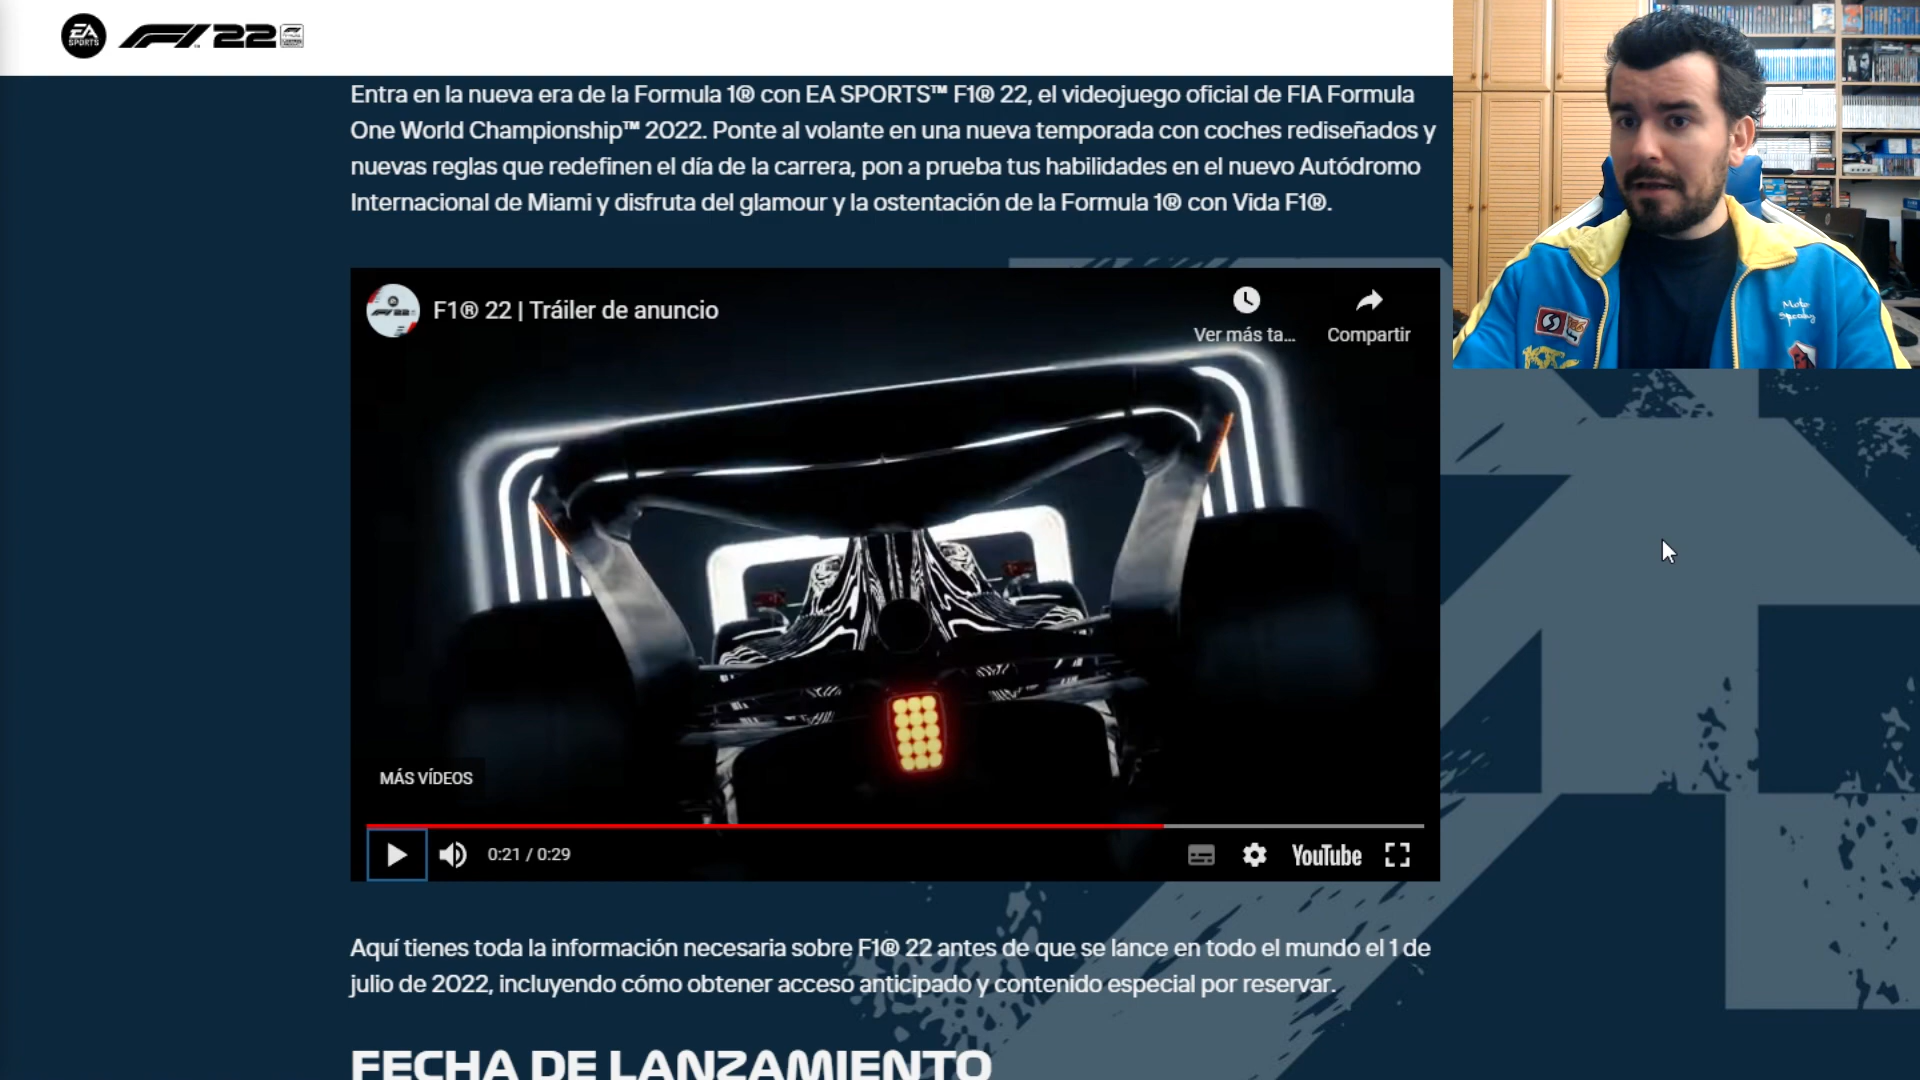 EA
SPORTS
F1 22
Entra en la nueva era de la Formula 1® con EA SPORTS™ F1® 22, el videojuego oficial de FIA Formula
One World Championship™ 2022. Ponte al volante en una nueva temporada con coches rediseñados y
nuevas reglas que redefinen el día de la carrera, pon a prueba tus habilidades en el nuevo Autódromo
Internacional de Miami y disfruta del glamour y la ostentación de la Formula 1® con Vida F1®.
F1® 22 | Tráiler de anuncio
Ver más ta...
Compartir
Moto
MÁS VÍDEOS
0:21 / 0:29
YouTube
Aquí tienes toda la información necesaria sobre F1® 22 antes de que se lance en todo el mundo el 1 de
julio de 2022, incluyendo cómo obtener acceso anticipado y contenido especial por reservar.
FECHA DE LANZAMIENTO